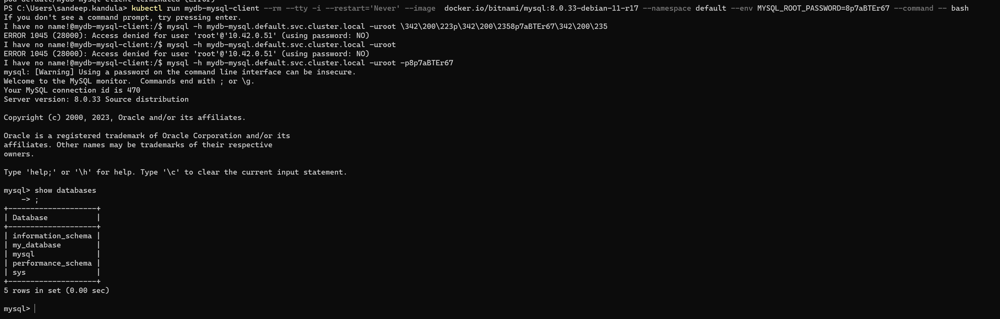 pod default/mydb-mysql-client terminated (Error)
PS C:\Users\sandeep.kandula> kubectl run mydb-mysql-client --rm --tty -i --restart='Never' --image  docker.io/bitnami/mysql:8.0.33-debian-11-r17 --namespace default --env MYSQL_ROOT_PASSWORD=8p7aBTEr67 --command -- bash
If you don't see a command prompt, try pressing enter.
I have no name!@mydb-mysql-client:/$ mysql -h mydb-mysql.default.svc.cluster.local -uroot \342\200\223p\342\200\2358p7aBTEr67\342\200\235
ERROR 1045 (28000): Access denied for user 'root'@'10.42.0.51' (using password: NO)
I have no name!@mydb-mysql-client:/$ mysql -h mydb-mysql.default.svc.cluster.local -uroot
ERROR 1045 (28000): Access denied for user 'root'@'10.42.0.51' (using password: NO)
I have no name!@mydb-mysql-client:/$ mysql -h mydb-mysql.default.svc.cluster.local -uroot -p8p7aBTEr67
mysql: [Warning] Using a password on the command line interface can be insecure.
Welcome to the MySQL monitor.  Commands end with ; or \g.
Your MySQL connection id is 470
Server version: 8.0.33 Source distribution

Copyright (c) 2000, 2023, Oracle and/or its affiliates.

Oracle is a registered trademark of Oracle Corporation and/or its
affiliates. Other names may be trademarks of their respective
owners.

Type 'help;' or '\h' for help. Type '\c' to clear the current input statement.

mysql> show databases
    -> ;
+--------------------+
| Database           |
+--------------------+
| information_schema |
| my_database        |
| mysql              |
| performance_schema |
| sys                |
+--------------------+
5 rows in set (0.00 sec)

mysql>